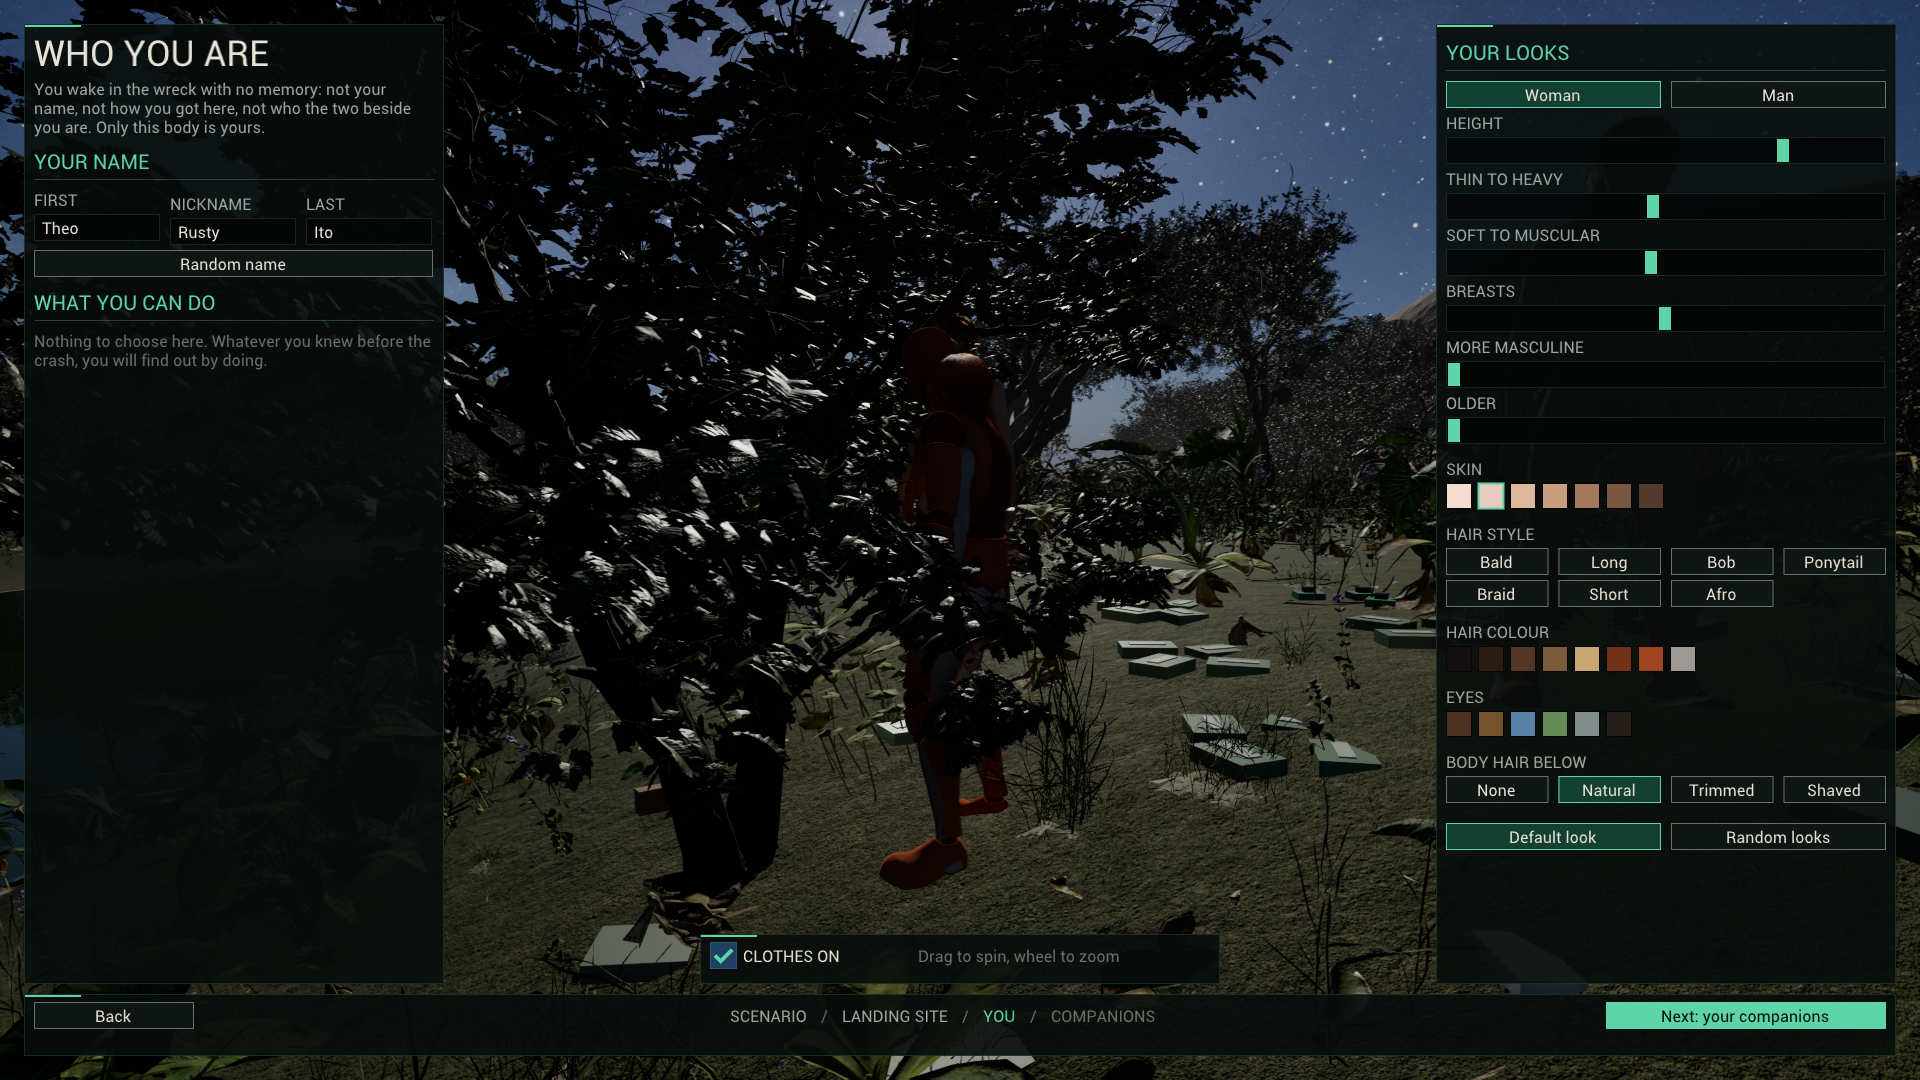 WHO YOU ARE
You wake in the wreck with no memory: not your
name, not how you got here, not who the two beside
you are. Only this body is yours.
YOUR NAME
FIRST
NICKNAME
LAST
Theo
Rusty
Ito
Random name
WHAT YOU CAN DO
Nothing to choose here. Whatever you knew before the
crash, you will find out by doing.
YOUR LOOKS
Woman
Man
HEIGHT
THIN TO HEAVY
SOFT TO MUSCULAR
BREASTS
MORE MASCULINE
OLDER
SKIN
HAIR STYLE
Bald
Long
Bob
Ponytail
Braid
Short
Afro
HAIR COLOUR
EYES
BODY HAIR BELOW
None
Natural
Trimmed
Shaved
Default look
Random looks
CLOTHES ON
Drag to spin, wheel to zoom
Back
SCENARIO / LANDING SITE / YOU / COMPANIONS
Next: your companions